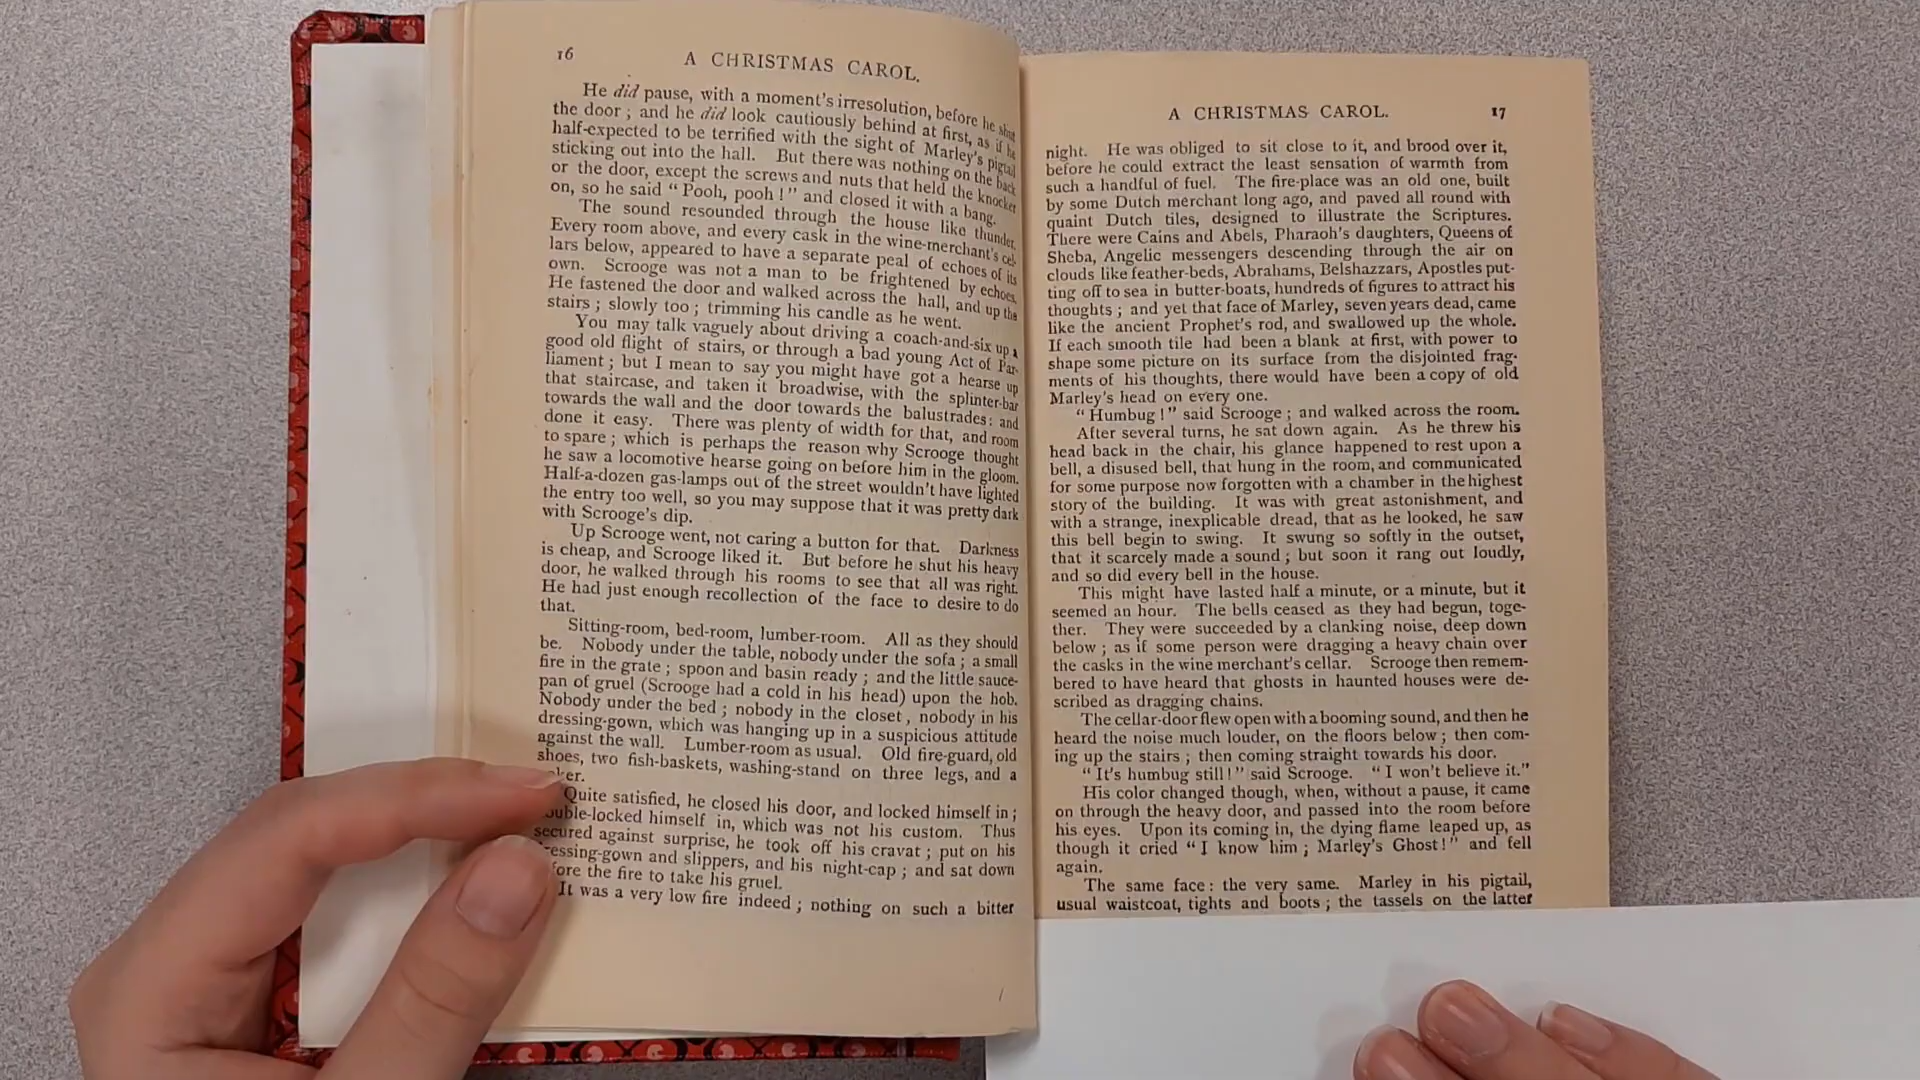 16
A CHRISTMAS CAROL.
He did pause, with a moment's irresolution, before he shut
the door ; and he did look cautiously behind at first, as if he
half-expected to be terrified with the sight of Marley's pigtail
sticking out into the hall. But there was nothing on the back
or the door, except the screws and nuts that held the knocker
on, so he said “ Pooh, pooh ! ” and closed it with a bang.
The sound resounded through the house like thunder.
Every room above, and every cask in the wine-merchant's cel-
lars below, appeared to have a separate peal of echoes of its
own. Scrooge was not a man to be frightened by echoes.
He fastened the door and walked across the hall, and up the
stairs ; slowly too ; trimming his candle as he went.
You may talk vaguely about driving a coach-and-six up a
good old flight of stairs, or through a bad young Act of Par-
liament ; but I mean to say you might have got a hearse up
that staircase, and taken it broadwise, with the splinter-bar
towards the wall and the door towards the balustrades : and
done it easy. There was plenty of width for that, and room
to spare ; which is perhaps the reason why Scrooge thought
he saw a locomotive hearse going on before him in the gloom.
Half-a-dozen gas-lamps out of the street wouldn't have lighted
the entry too well, so you may suppose that it was pretty dark
with Scrooge's dip.
Up Scrooge went, not caring a button for that. Darkness
is cheap, and Scrooge liked it. But before he shut his heavy
door, he walked through his rooms to see that all was right.
He had just enough recollection of the face to desire to do
that.
Sitting-room, bed-room, lumber-room. All as they should
be. Nobody under the table, nobody under the sofa ; a small
fire in the grate ; spoon and basin ready ; and the little sauce-
pan of gruel (Scrooge had a cold in his head) upon the hob.
Nobody under the bed ; nobody in the closet, nobody in his
dressing-gown, which was hanging up in a suspicious attitude
against the wall. Lumber-room as usual. Old fire-guard, old
shoes, two fish-baskets, washing-stand on three legs, and a
Quite satisfied, he closed his door, and locked himself in ;
himself in, which was not his custom. Thus
secured against surprise, he took off his cravat ; put on his
and slippers, and his night-cap ; and sat down
the fire to take his gruel.
It was a very low fire indeed ; nothing on such a bitter
A CHRISTMAS CAROL.
17
night. He was obliged to sit close to it, and brood over it,
before he could extract the least sensation of warmth from
such a handful of fuel. The fire-place was an old one, built
by some Dutch merchant long ago, and paved all round with
quaint Dutch tiles, designed to illustrate the Scriptures.
There were Cains and Abels, Pharaoh's daughters, Queens of
Sheba, Angelic messengers descending through the air on
clouds like feather-beds, Abrahams, Belshazzars, Apostles put-
ting off to sea in butter-boats, hundreds of figures to attract his
thoughts ; and yet that face of Marley, seven years dead, came
like the ancient Prophet's rod, and swallowed up the whole.
If each smooth tile had been a blank at first, with power to
shape some picture on its surface from the disjointed frag-
ments of his thoughts, there would have been a copy of old
Marley's head on every one.
“ Humbug ! ” said Scrooge ; and walked across the room.
After several turns, he sat down again. As he threw his
head back in the chair, his glance happened to rest upon a
bell, a disused bell, that hung in the room, and communicated
for some purpose now forgotten with a chamber in the highest
story of the building. It was with great astonishment, and
with a strange, inexplicable dread, that as he looked, he saw
this bell begin to swing. It swung so softly in the outset,
that it scarcely made a sound ; but soon it rang out loudly,
and so did every bell in the house.
This might have lasted half a minute, or a minute, but it
seemed an hour. The bells ceased as they had begun, toge-
ther. They were succeeded by a clanking noise, deep down
below ; as if some person were dragging a heavy chain over
the casks in the wine merchant's cellar. Scrooge then remem-
bered to have heard that ghosts in haunted houses were de-
scribed as dragging chains.
The cellar-door flew open with a booming sound, and then he
heard the noise much louder, on the floors below ; then com-
ing up the stairs ; then coming straight towards his door.
“ It's humbug still ! ” said Scrooge. “ I won't believe it.”
His color changed though, when, without a pause, it came
on through the heavy door, and passed into the room before
his eyes. Upon its coming in, the dying flame leaped up, as
though it cried “ I know him ; Marley's Ghost ! ” and fell
again.
The same face : the very same. Marley in his pigtail,
usual waistcoat, tights and boots ; the tassels on the latter